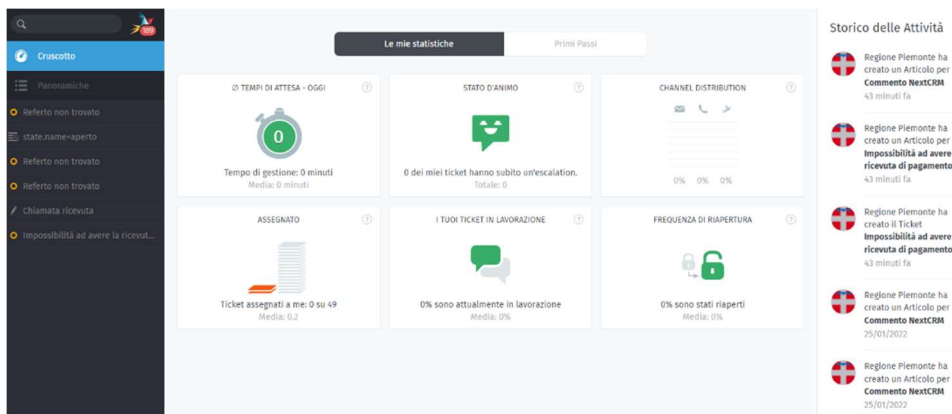 189
Cruscotto
Panoramiche
Referto non trovato
state.name=aperto
Referto non trovato
Referto non trovato
Chiamata ricevuta
Impossibilità ad avere la ricevut...
Le mie statistiche
Primi Passi
Ø TEMPI DI ATTESA - OGGI
?
0
Tempo di gestione: 0 minuti
Media: 0 minuti
STATO D'ANIMO
?
0 dei miei ticket hanno subito un'escalation.
Totale: 0
CHANNEL DISTRIBUTION
?
0% 0% 0%
ASSEGNATO
?
Ticket assegnati a me: 0 su 49
Media: 0.2
I TUOI TICKET IN LAVORAZIONE
?
0% sono attualmente in lavorazione
Media: 0%
FREQUENZA DI RIAPERTURA
?
0% sono stati riaperti
Media: 0%
Storico delle Attività
Regione Piemonte ha
creato un Articolo per
Commento NextCRM
43 minuti fa
Regione Piemonte ha
creato un Articolo per
Impossibilità ad avere
ricevuta di pagamento
43 minuti fa
Regione Piemonte ha
creato il Ticket
Impossibilità ad avere
ricevuta di pagamento
43 minuti fa
Regione Piemonte ha
creato un Articolo per
Commento NextCRM
25/01/2022
Regione Piemonte ha
creato un Articolo per
Commento NextCRM
25/01/2022